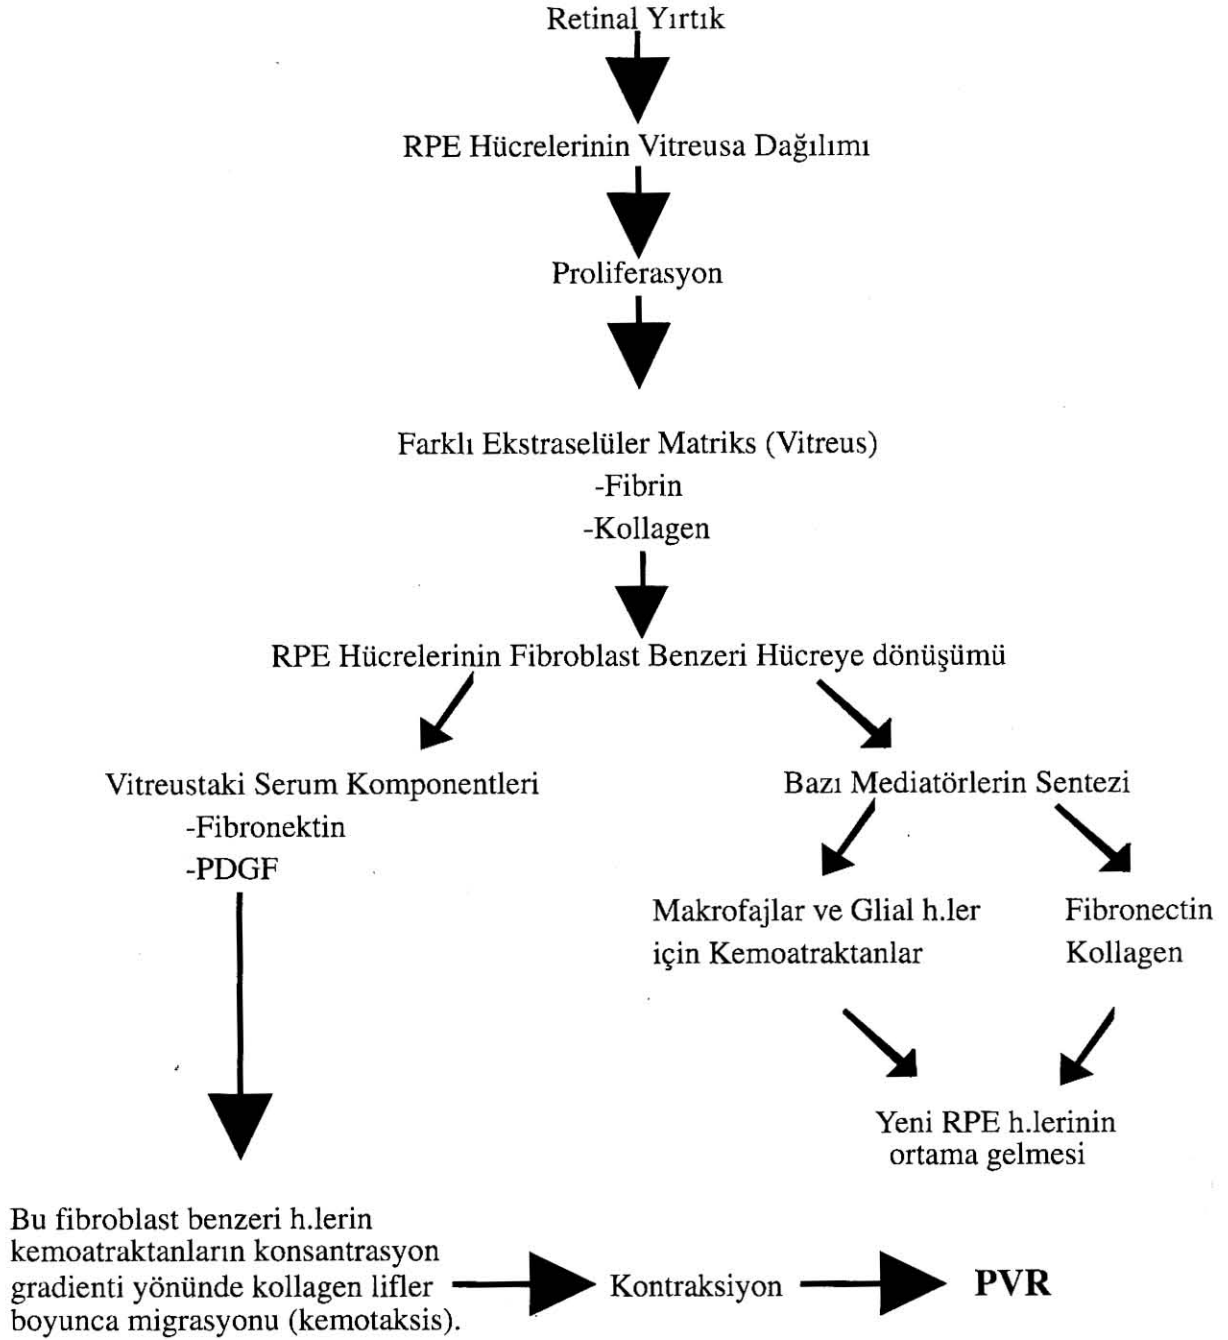 Retinal Yırtık
RPE Hücrelerinin Vitreusa Dağılımı
Proliferasyon
Farklı Ekstraselüler Matriks (Vitreus)
-Fibrin
-Kollagen
RPE Hücrelerinin Fibroblast Benzeri Hücreye dönüşümü
Vitreustaki Serum Komponentleri
-Fibronektin
-PDGF
Bazı Mediatörlerin Sentezi
Makrofajlar ve Glial h.ler
için Kemoatraktanlar
Fibronectin
Kollagen
Yeni RPE h.lerinin
ortama gelmesi
Bu fibroblast benzeri h.lerin
kemoatraktanların konsantrasyon
gradienti yönünde kollagen lifler
boyunca migrasyonu (kemotaksis).
Kontraksiyon
PVR